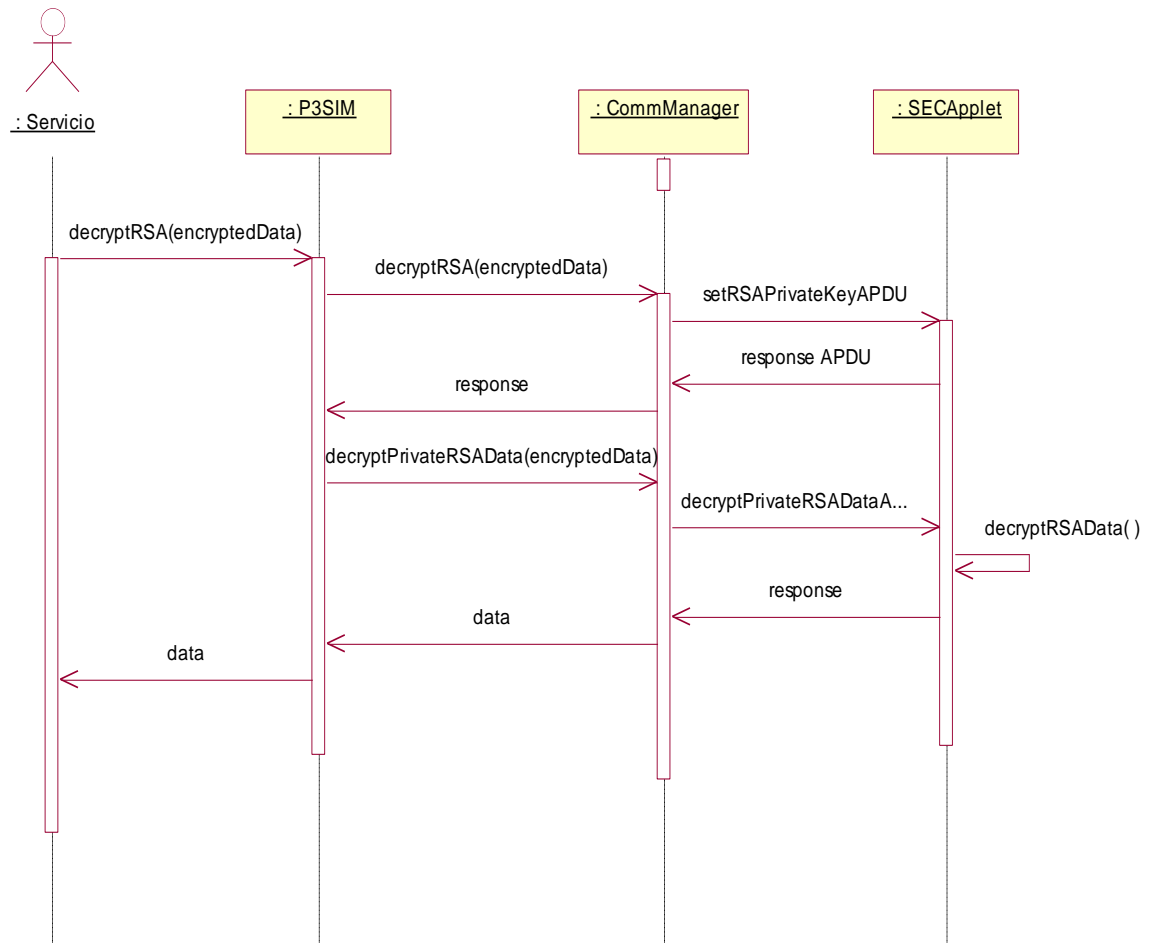 : Servicio
: P3SIM
: CommManager
: SECApplet
decryptRSA(encryptedData)
decryptRSA(encryptedData)
setRSAPrivateKeyAPDU
response APDU
response
decryptPrivateRSAData(encryptedData)
decryptPrivateRSADataA...
decryptRSAData( )
response
data
data